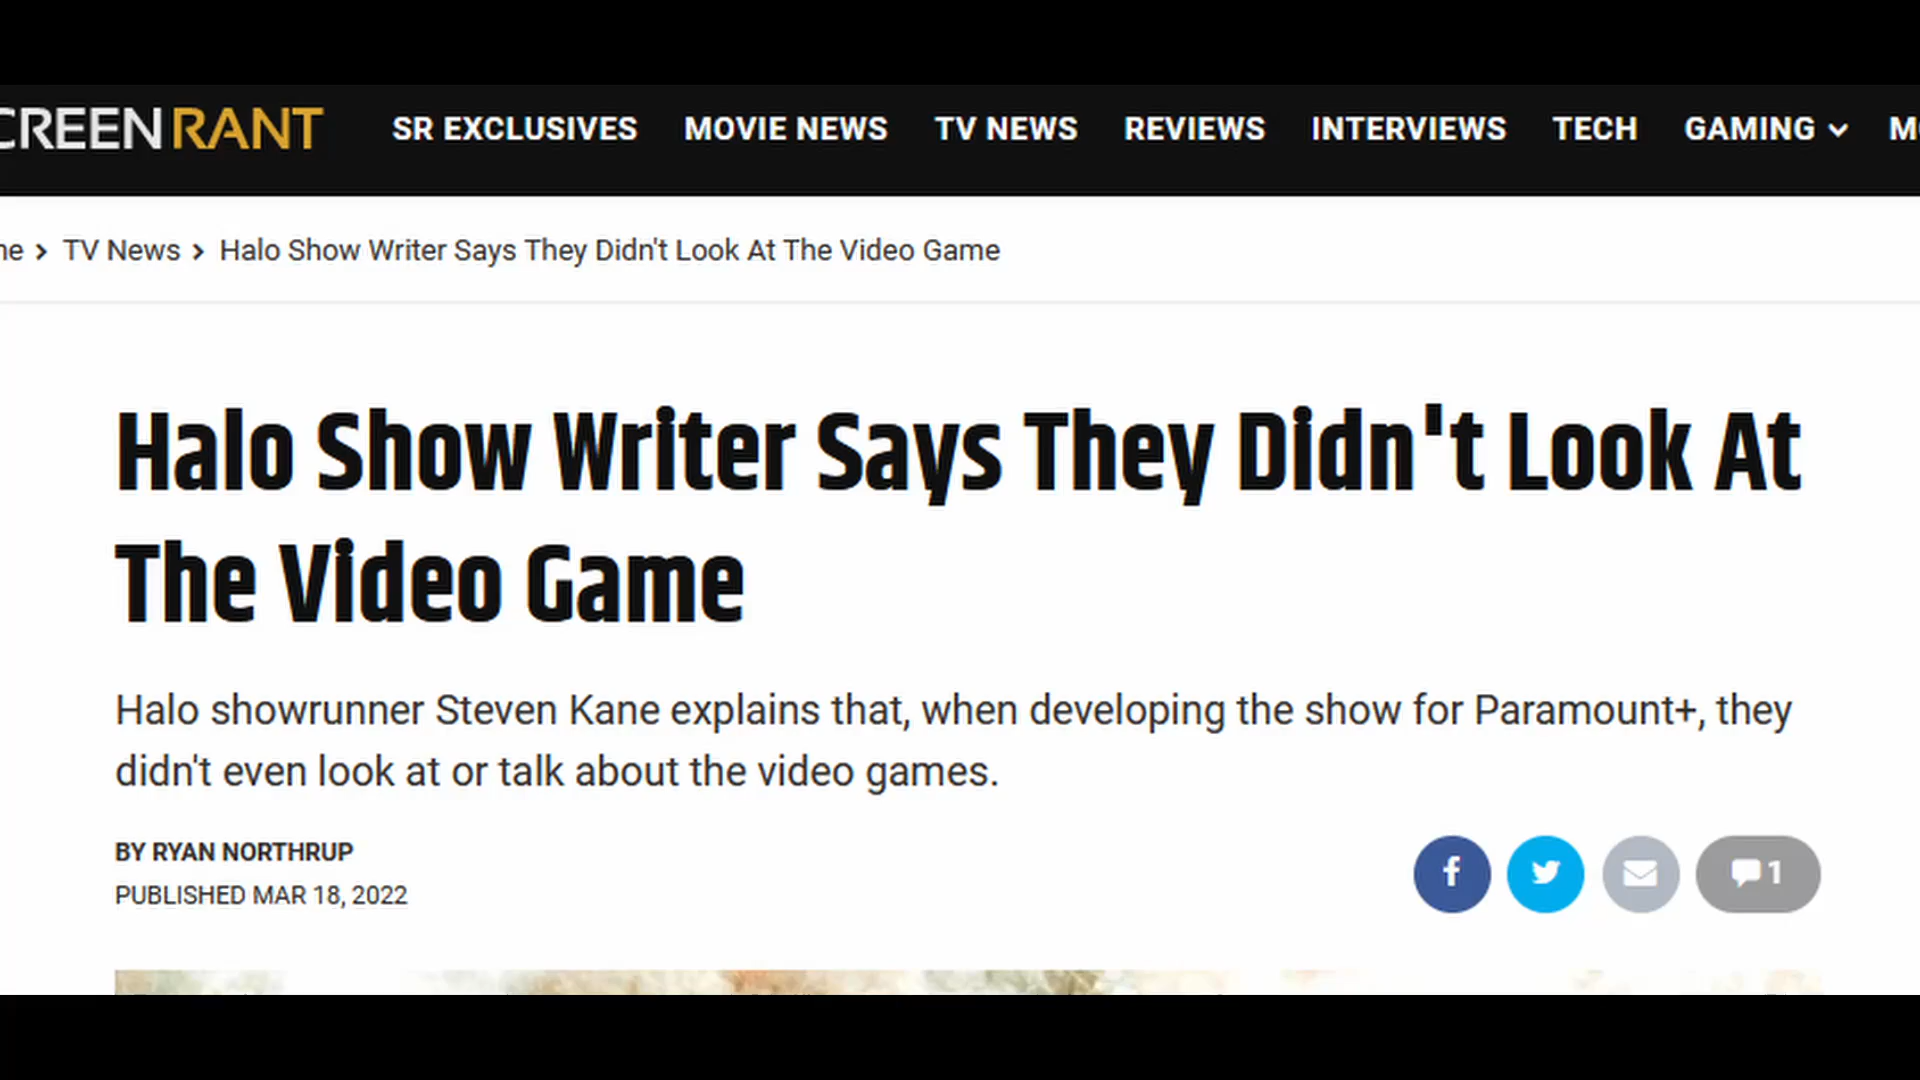 CREEN RANT SR EXCLUSIVES MOVIE NEWS TV NEWS REVIEWS INTERVIEWS TECH GAMING M
ne > TV News > Halo Show Writer Says They Didn't Look At The Video Game
Halo Show Writer Says They Didn't Look At
The Video Game
Halo showrunner Steven Kane explains that, when developing the show for Paramount+, they
didn't even look at or talk about the video games.
BY RYAN NORTHRUP
PUBLISHED MAR 18, 2022
1